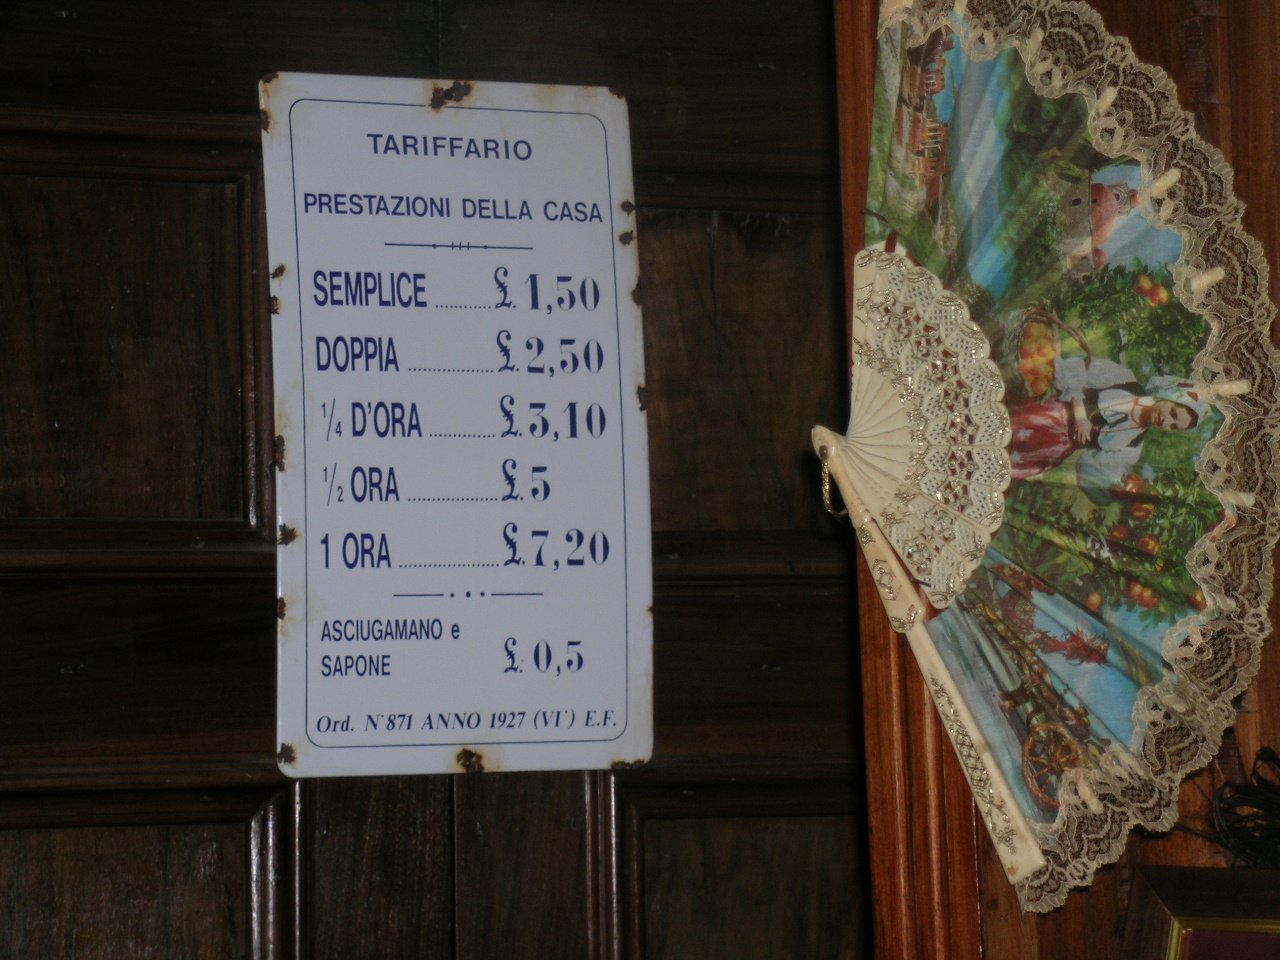 TARIFFARIO
PRESTAZIONI DELLA CASA
SEMPLICE ............ £. 1,50
DOPPIA ................. £. 2,50
1/4 D'ORA ............. £. 3,10
1/2 ORA .................. £. 5
1 ORA ........................ £. 7,20
ASCIUGAMANO e
SAPONE £. 0,5
Ord. N°871 ANNO 1927 (VI°) E.F.